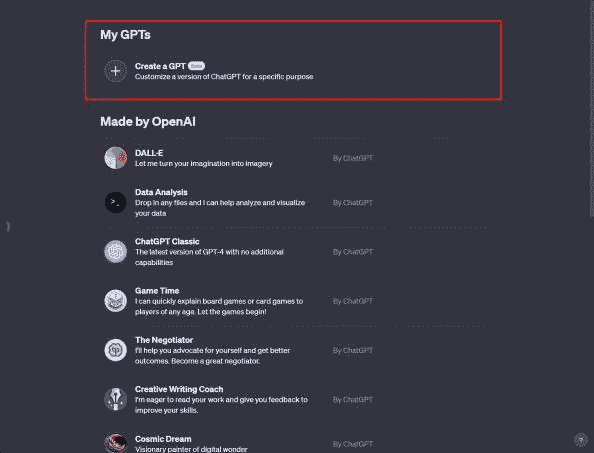 My GPTs
Create a GPT Beta
Customize a version of ChatGPT for a specific purpose
Made by OpenAI
DALL·E
Let me turn your imagination into imagery
By ChatGPT
Data Analysis
Drop in any files and I can help analyze and visualize
your data
By ChatGPT
ChatGPT Classic
The latest version of GPT-4 with no additional
capabilities
By ChatGPT
Game Time
I can quickly explain board games or card games to
players of any age. Let the games begin!
By ChatGPT
The Negotiator
I'll help you advocate for yourself and get better
outcomes. Become a great negotiator.
By ChatGPT
Creative Writing Coach
I'm eager to read your work and give you feedback to
improve your skills.
By ChatGPT
Cosmic Dream
Visionary painter of digital wonder
By ChatGPT
?